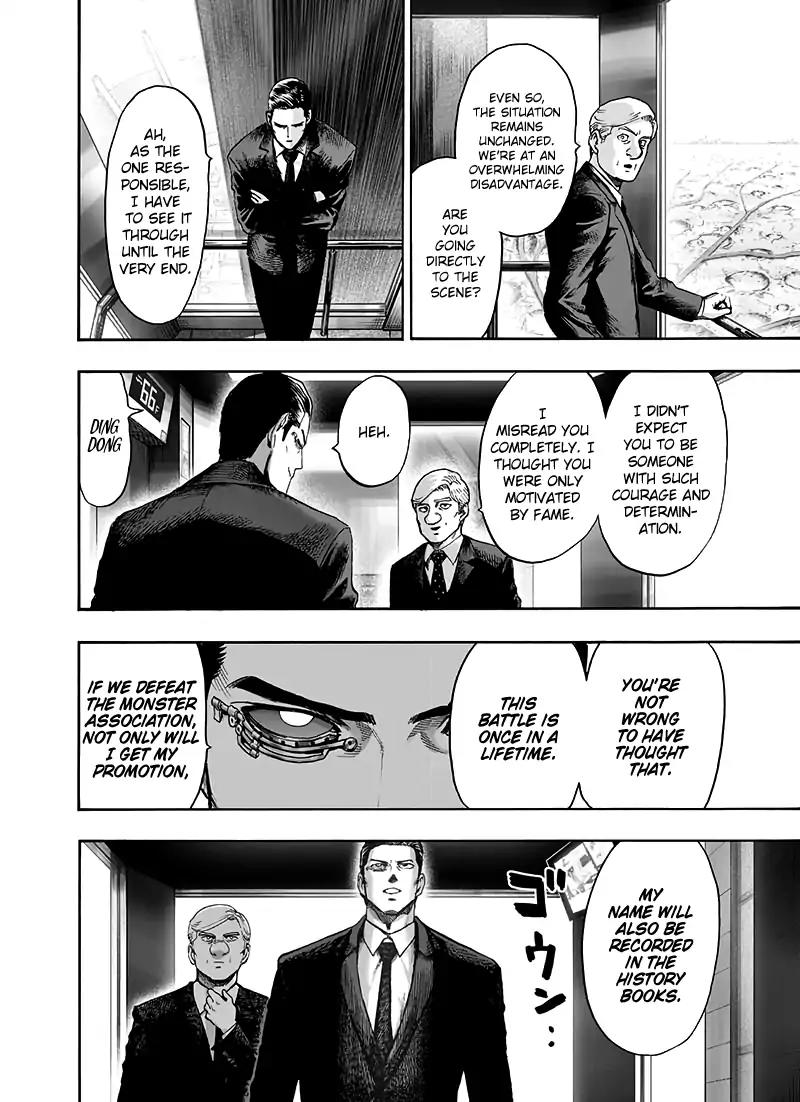 EVEN SO,
THE SITUATION
REMAINS
UNCHANGED.
WE'RE AT AN
OVERWHELMING
DISADVANTAGE.
ARE
YOU
GOING
DIRECTLY
TO THE
SCENE?
AH,
AS THE
ONE RES-
PONSIBLE,
I HAVE
TO SEE IT
THROUGH
UNTIL THE
VERY END.
I DIDN'T
EXPECT
YOU TO BE
SOMEONE
WITH SUCH
COURAGE AND
DETERMIN-
ATION.
I
MISREAD YOU
COMPLETELY. I
THOUGHT YOU
WERE ONLY
MOTIVATED
BY FAME.
HEH.
66F
DING
DONG
YOU'RE
NOT
WRONG
TO HAVE
THOUGHT
THAT.
THIS
BATTLE IS
ONCE IN A
LIFETIME.
IF WE DEFEAT
THE MONSTER
ASSOCIATION,
NOT ONLY WILL
I GET MY
PROMOTION,
MY
NAME WILL
ALSO BE
RECORDED
IN THE
HISTORY
BOOKS.
ゴウン…